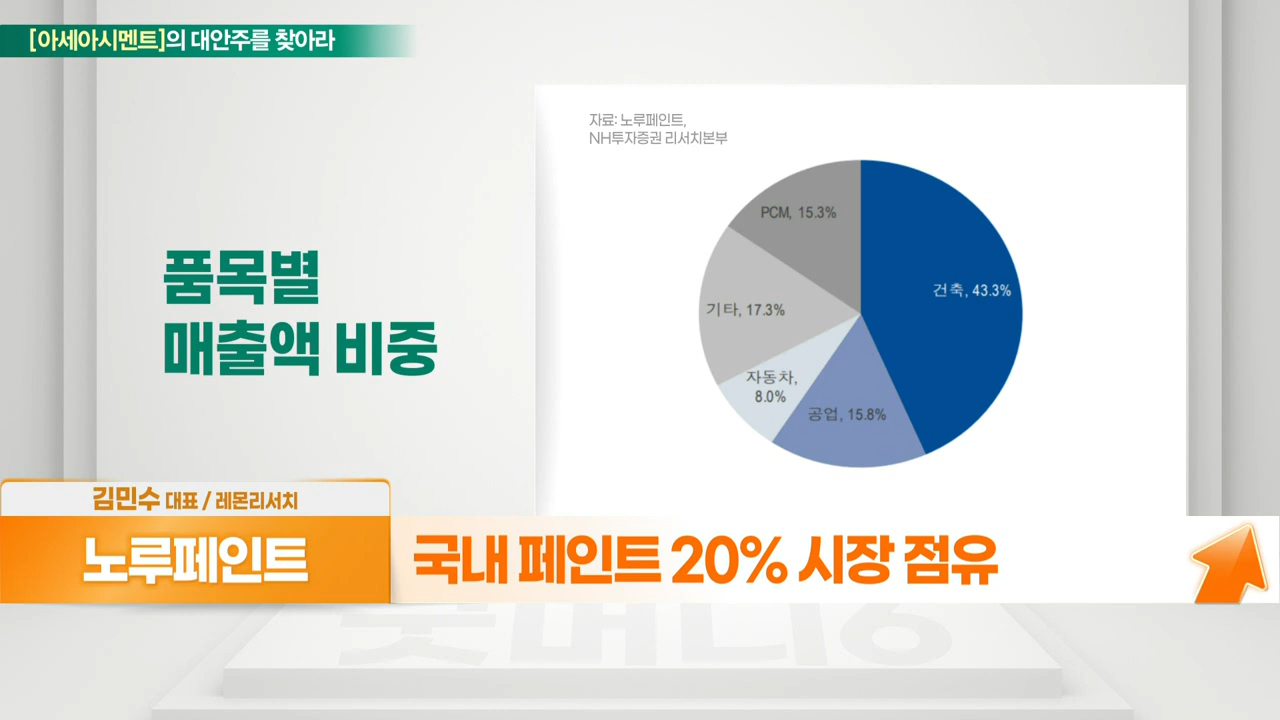 [아세아시멘트]의 대안주를 찾아라
자료: 노루페인트,
NH투자증권 리서치본부
품목별
매출액 비중
PCM, 15.3%
건축, 43.3%
기타, 17.3%
자동차,
8.0%
공업, 15.8%
김민수 대표 / 레몬리서치
노루페인트
국내 페인트 20% 시장 점유
굿머니6